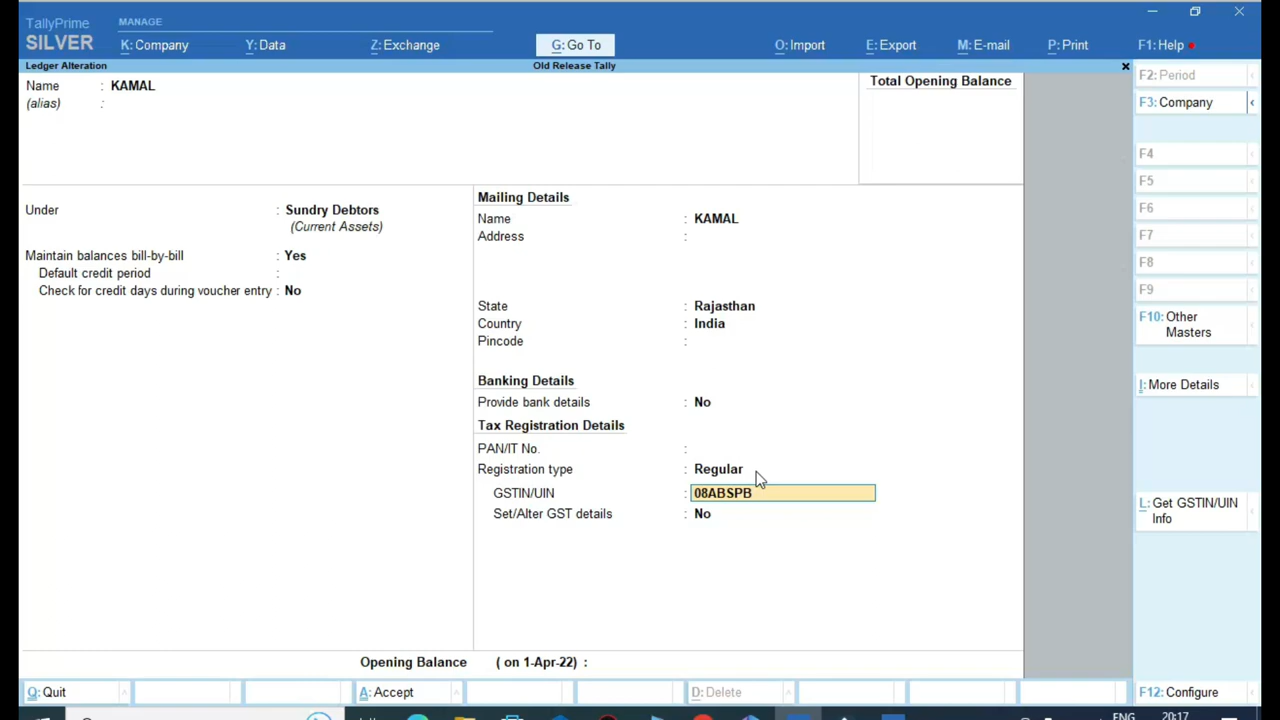 TallyPrime
SILVER
MANAGE
K: Company
Y: Data
Z: Exchange
G: Go To
O: Import
E: Export
M: E-mail
P: Print
F1: Help
Ledger Alteration
Old Release Tally
Name : KAMAL
(alias) :
Total Opening Balance
Under : Sundry Debtors
(Current Assets)
Maintain balances bill-by-bill : Yes
Default credit period :
Check for credit days during voucher entry : No
Mailing Details
Name : KAMAL
Address :
State : Rajasthan
Country : India
Pincode :
Banking Details
Provide bank details : No
Tax Registration Details
PAN/IT No. :
Registration type : Regular
GSTIN/UIN : 08ABSPB
Set/Alter GST details : No
Opening Balance ( on 1-Apr-22) :
F2: Period
F3: Company
F4
F5
F6
F7
F8
F9
F10: Other
Masters
I: More Details
L: Get GSTIN/UIN
Info
Q: Quit
A: Accept
D: Delete
F12: Configure
ENG
20:17